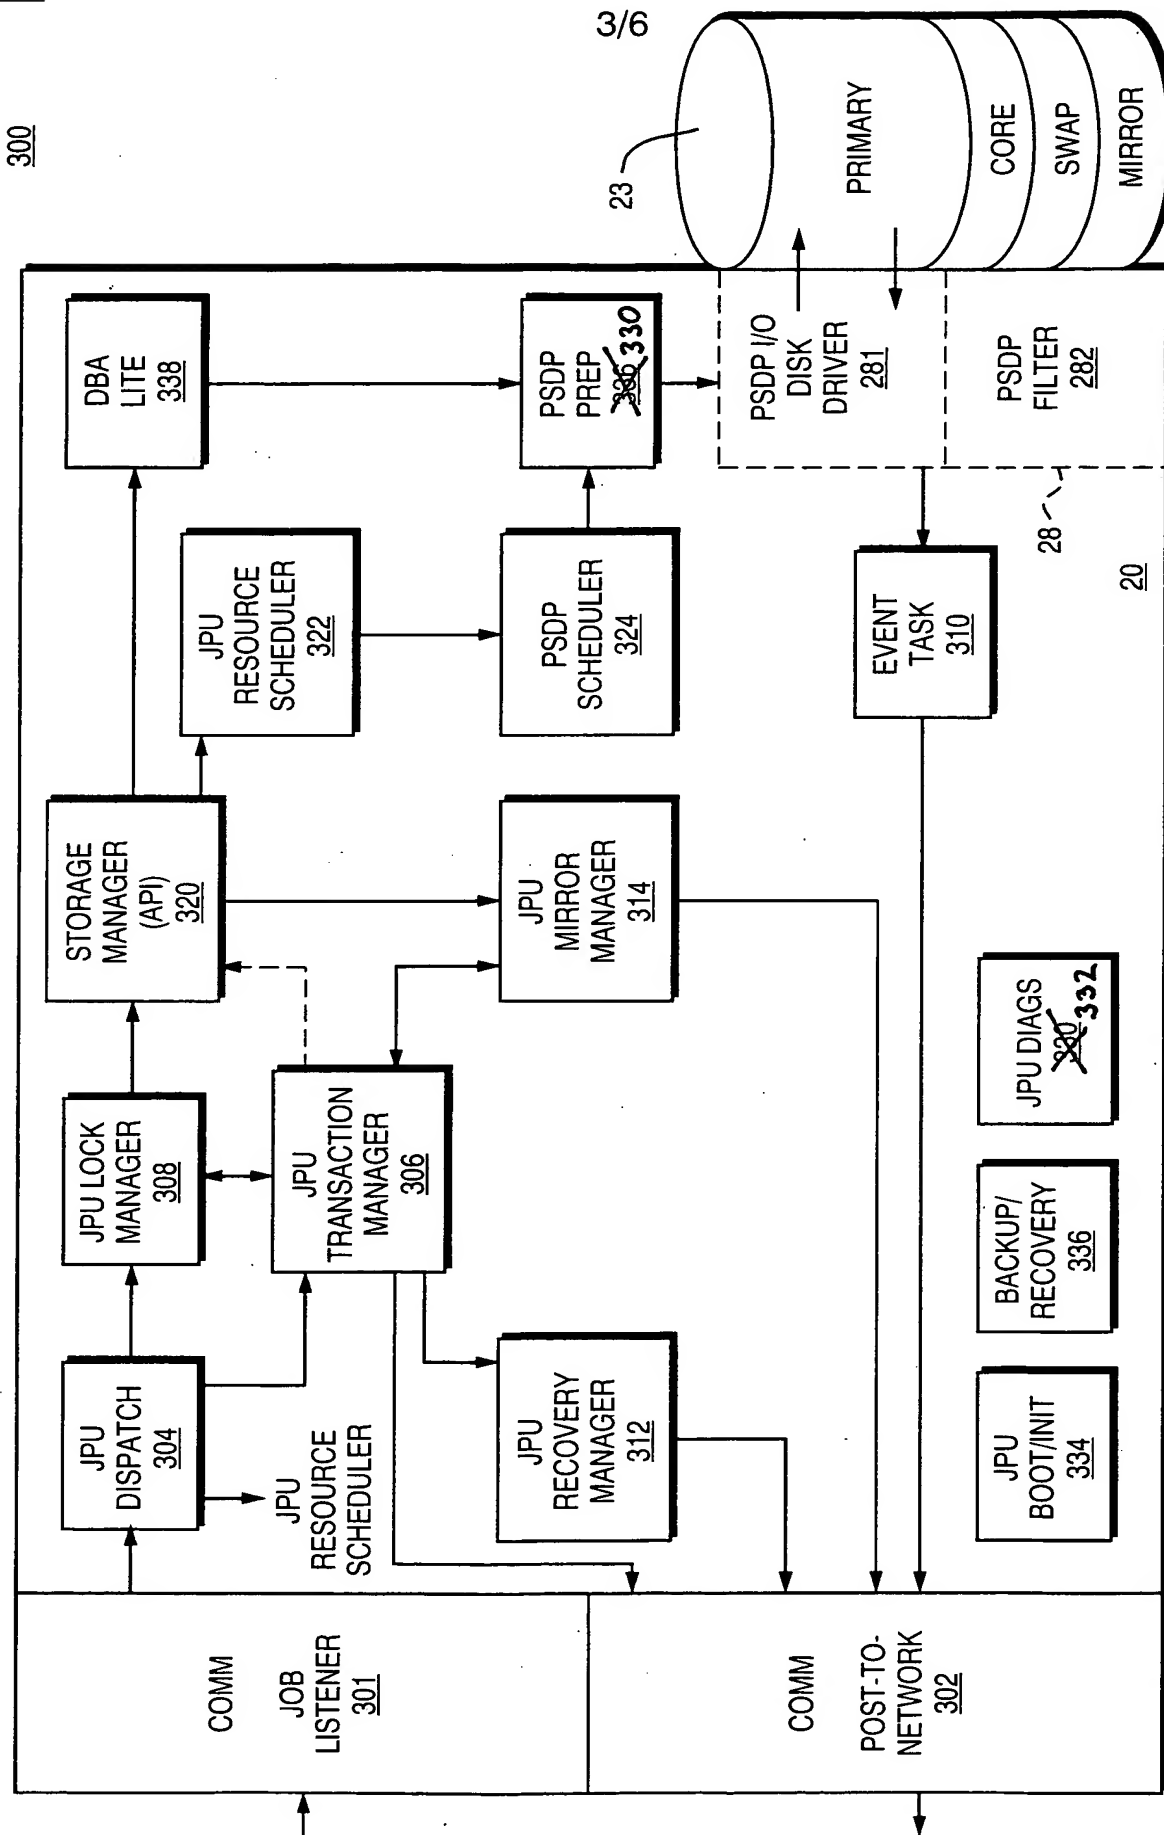 3/6
300
COMM
JOB
LISTENER
301
COMM
POST-TO-
NETWORK
302
JPU
DISPATCH
304
JPU
RESOURCE
SCHEDULER
JPU LOCK
MANAGER
308
JPU
TRANSACTION
MANAGER
306
JPU
RECOVERY
MANAGER
312
STORAGE
MANAGER
(API)
320
JPU
MIRROR
MANAGER
314
JPU
RESOURCE
SCHEDULER
322
PSDP
SCHEDULER
324
DBA
LITE
338
PSDP
PREP
336 330
PSDP I/O
DISK
DRIVER
281
PSDP
FILTER
282
28
20
EVENT
TASK
310
JPU
BOOT/INIT
334
BACKUP/
RECOVERY
336
JPU DIAGS
330 332
23
PRIMARY
CORE
SWAP
MIRROR